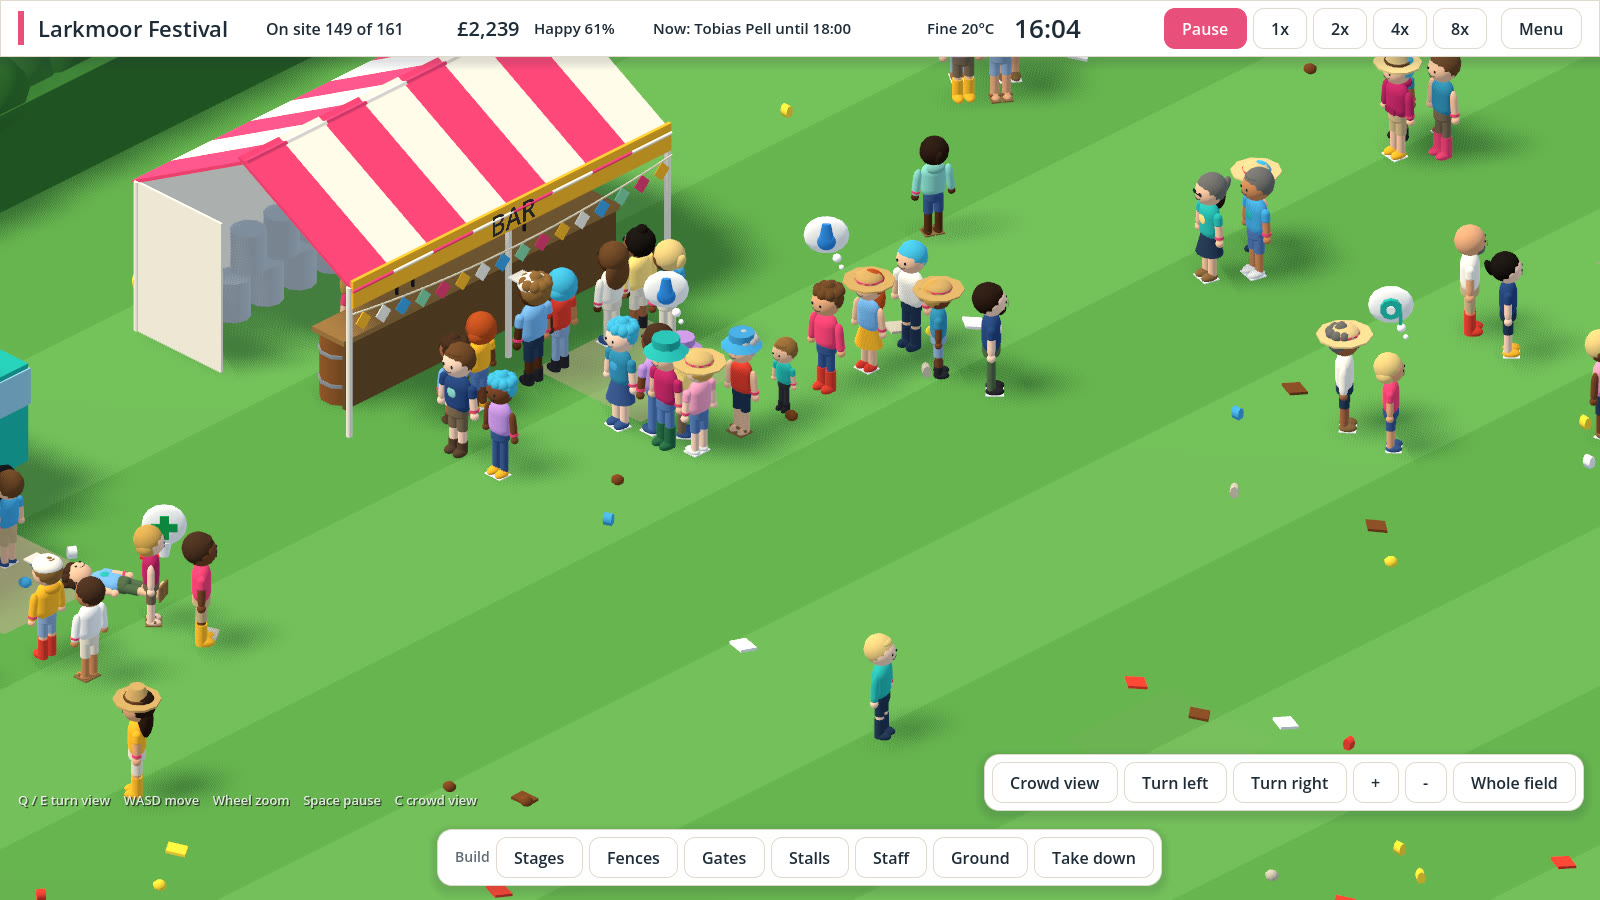 Larkmoor Festival On site 149 of 161 £2,239 Happy 61% Now: Tobias Pell until 18:00 Fine 20°C 16:04 Pause 1x 2x 4x 8x Menu
BAR
Crowd view Turn left Turn right + - Whole field
Q / E turn view WASD move Wheel zoom Space pause C crowd view
Build Stages Fences Gates Stalls Staff Ground Take down